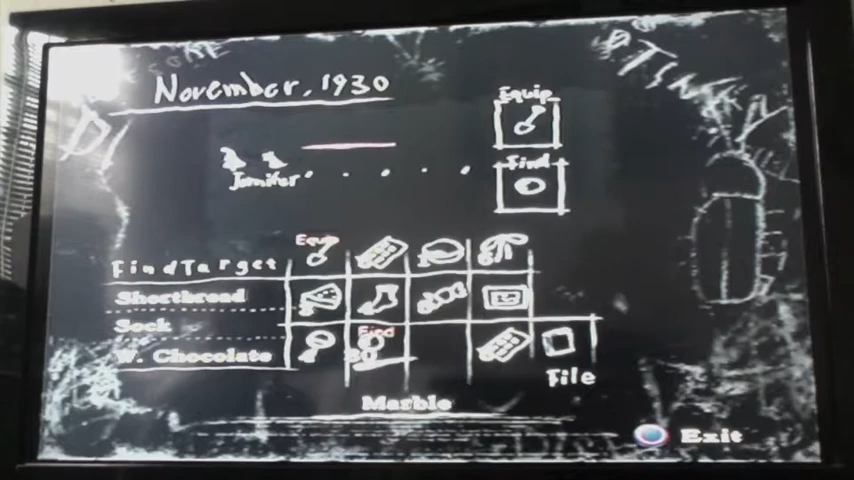 November, 1930
Equip
Find
Jennifer
Equip
Find Target
Shortbread
Sock
Find
W. Chocolate
30
File
Marble
Exit